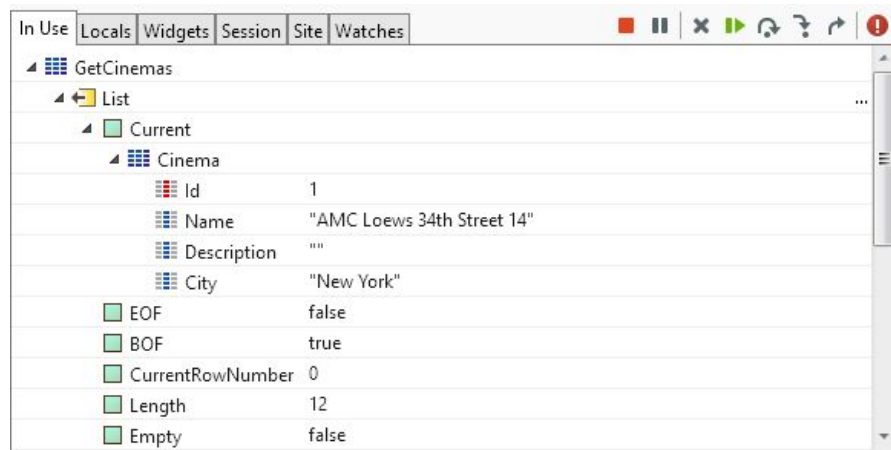 In Use Locals Widgets Session Site Watches
GetCinemas
List ...
Current
Cinema
Id 1
Name "AMC Loews 34th Street 14"
Description ""
City "New York"
EOF false
BOF true
CurrentRowNumber 0
Length 12
Empty false